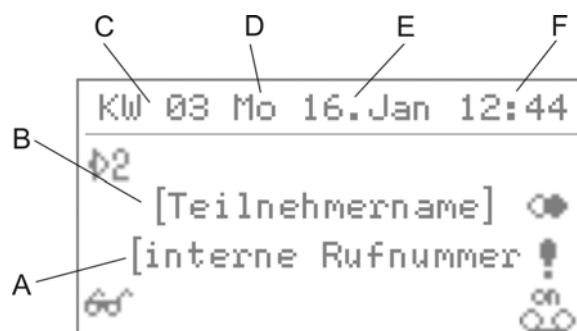 C D E F
KW 03 Mo 16.Jan 12:44
B
2
[Teilnehmername]
A
[interne Rufnummer
on